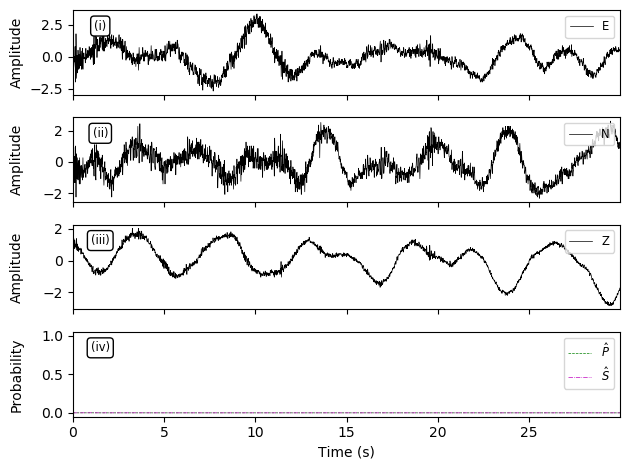 Amplitude
2.5
0.0
−2.5
(i)
E
Amplitude
2
0
−2
(ii)
N
Amplitude
2
0
−2
(iii)
Z
Probability
1.0
0.5
0.0
(iv)
P̂
Ŝ
0 5 10 15 20 25
Time (s)